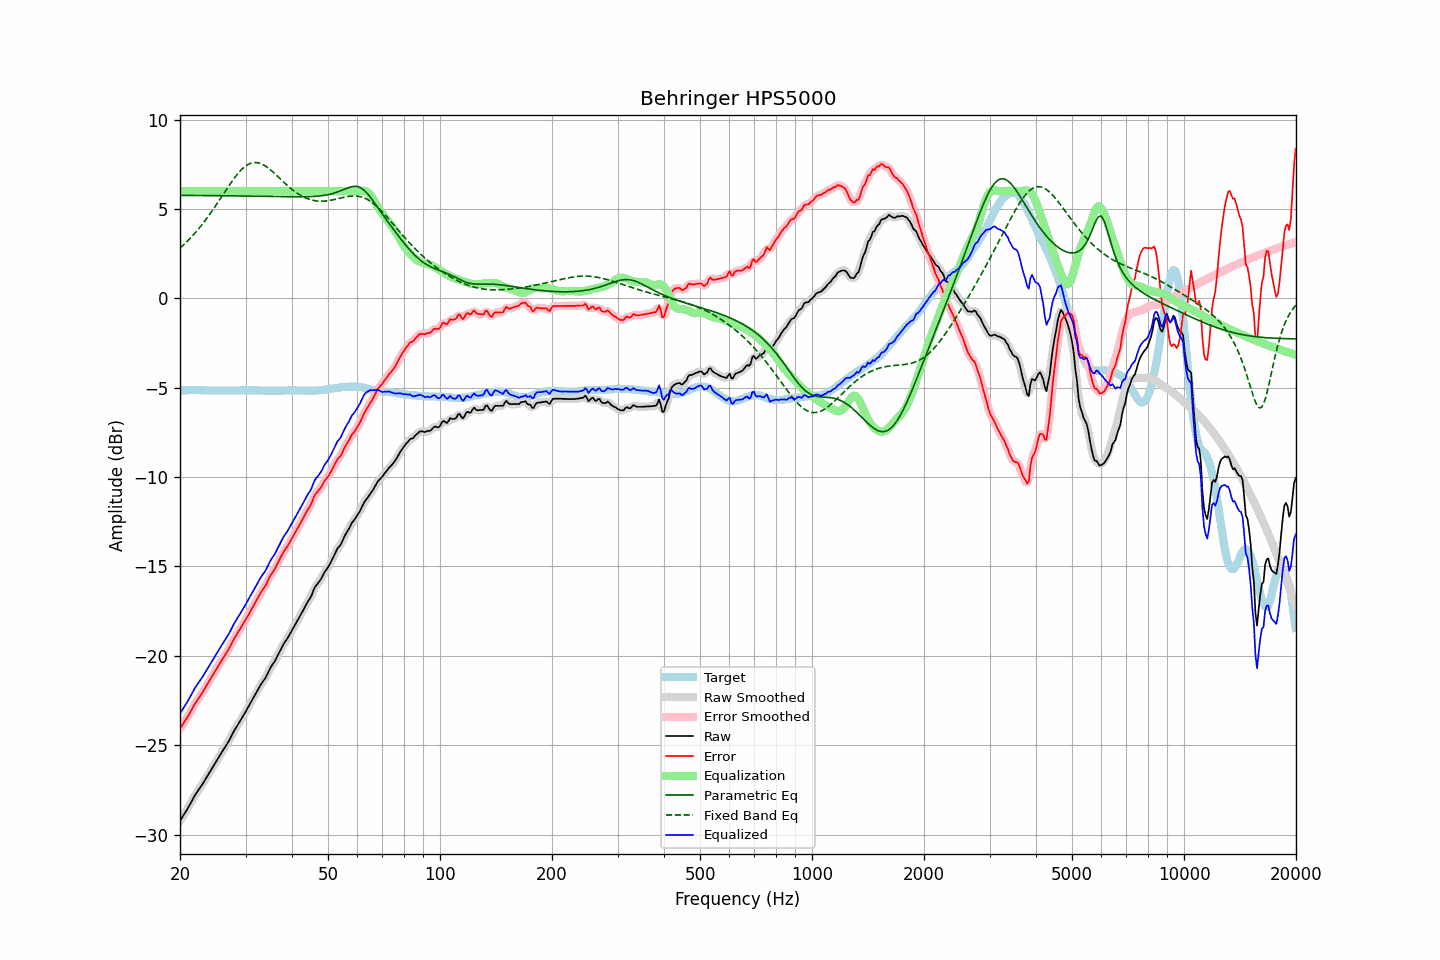 Behringer HPS5000
10
5
0
−5
−10
−15
−20
−25
−30
Amplitude (dBr)
Target
Raw Smoothed
Error Smoothed
Raw
Error
Equalization
Parametric Eq
Fixed Band Eq
Equalized
20 50 100 200 500 1000 2000 5000 10000 20000
Frequency (Hz)